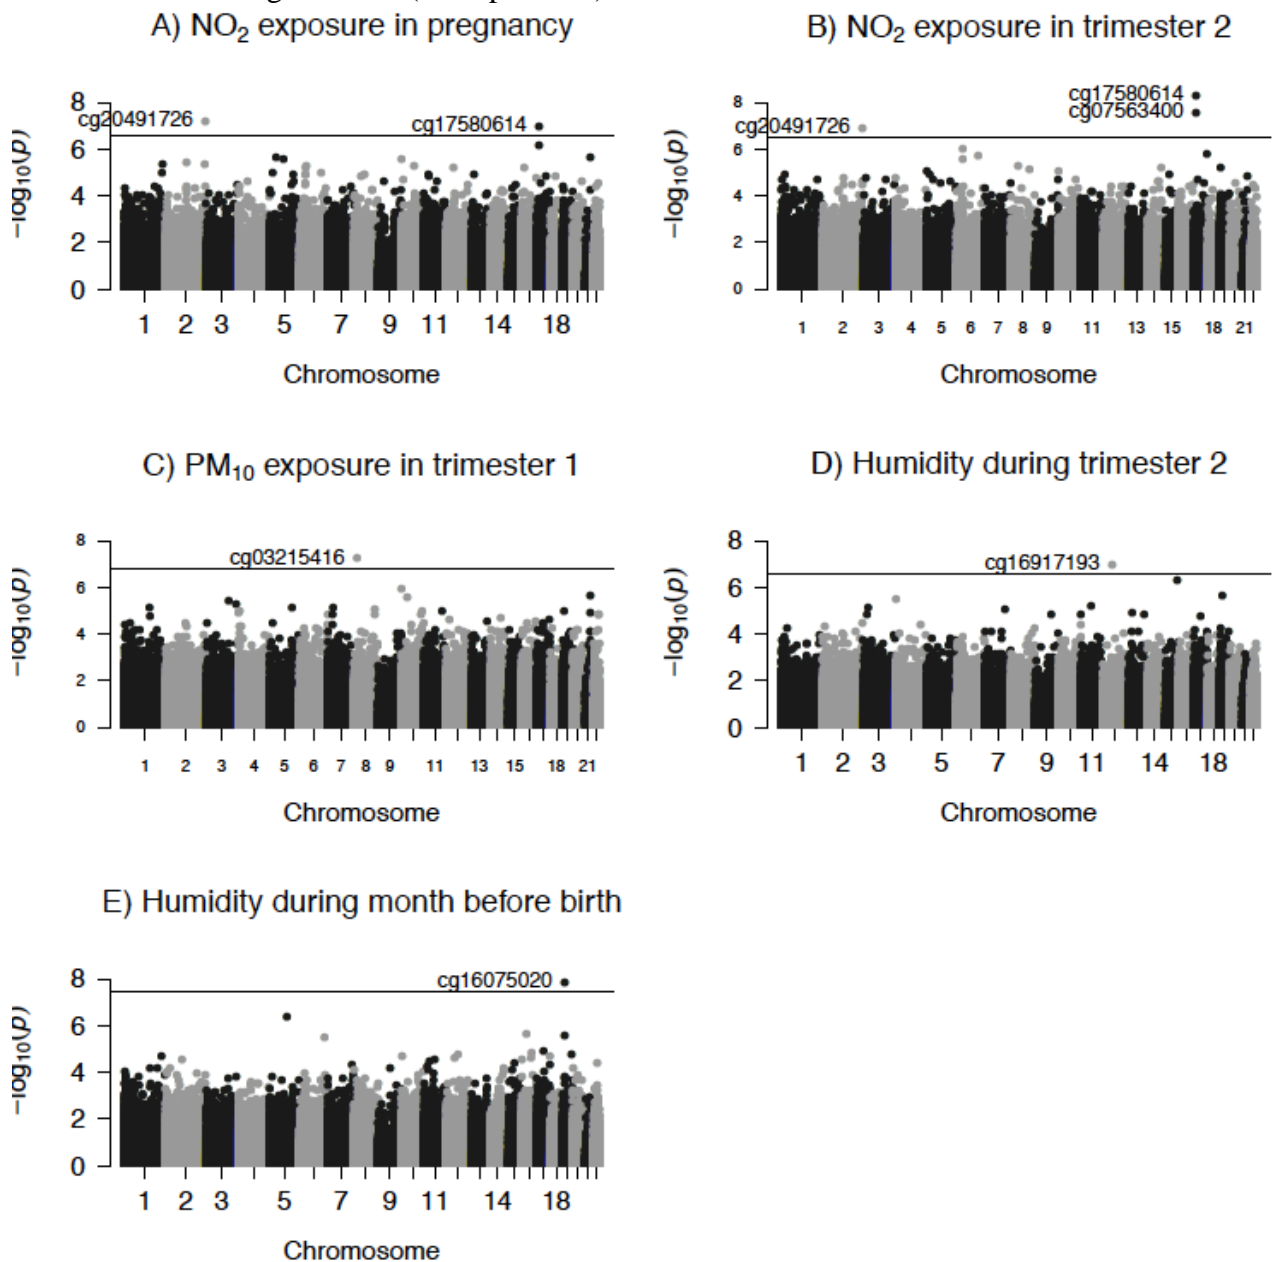 A) NO₂ exposure in pregnancy
−log₁₀(p)
8
6
4
2
0
cg20491726
cg17580614
1 2 3 5 7 9 11 14 18
Chromosome
B) NO₂ exposure in trimester 2
−log₁₀(p)
8
6
4
2
0
cg17580614
cg07563400
cg20491726
1 2 3 4 5 6 7 8 9 11 13 15 18 21
Chromosome
C) PM₁₀ exposure in trimester 1
−log₁₀(p)
8
6
4
2
0
cg03215416
1 2 3 4 5 6 7 8 9 11 13 15 18 21
Chromosome
D) Humidity during trimester 2
−log₁₀(p)
8
6
4
2
0
cg16917193
1 2 3 5 7 9 11 14 18
Chromosome
E) Humidity during month before birth
−log₁₀(p)
8
6
4
2
0
cg16075020
1 2 3 5 7 9 11 14 18
Chromosome